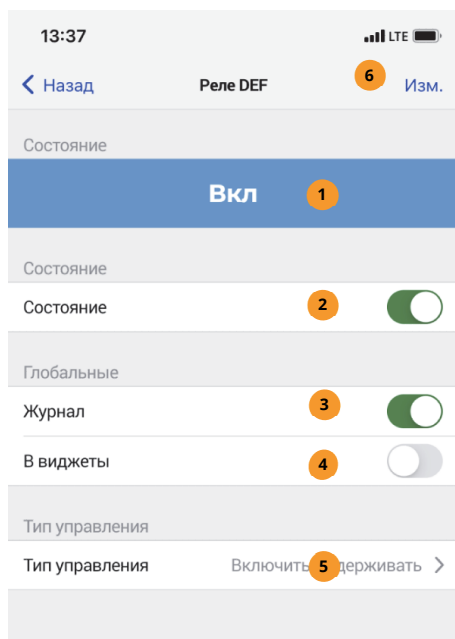 13:37 LTE
Назад Реле DEF 6 Изм.
Состояние
Вкл 1
Состояние
Состояние 2
Глобальные
Журнал 3
В виджеты 4
Тип управления
Тип управления Включить 5